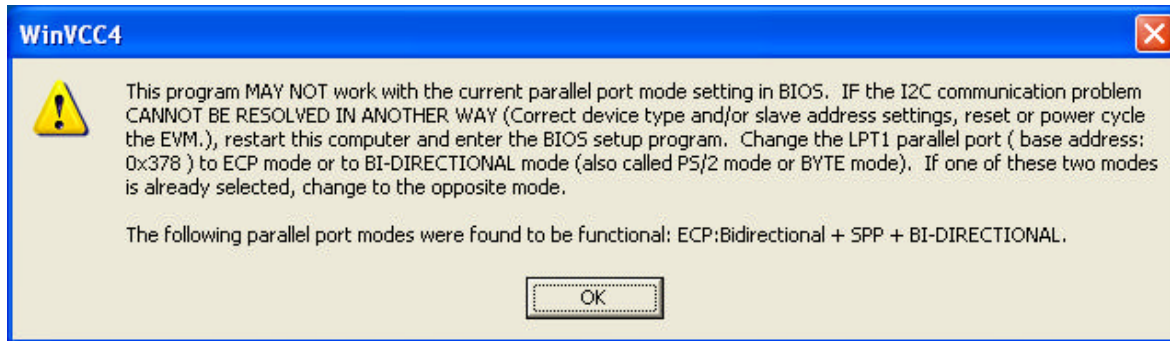 WinVCC4
This program MAY NOT work with the current parallel port mode setting in BIOS.  IF the I2C communication problem
CANNOT BE RESOLVED IN ANOTHER WAY (Correct device type and/or slave address settings, reset or power cycle
the EVM.), restart this computer and enter the BIOS setup program.  Change the LPT1 parallel port ( base address:
0x378 ) to ECP mode or to BI-DIRECTIONAL mode (also called PS/2 mode or BYTE mode).  If one of these two modes
is already selected, change to the opposite mode.
The following parallel port modes were found to be functional: ECP:Bidirectional + SPP + BI-DIRECTIONAL.
OK